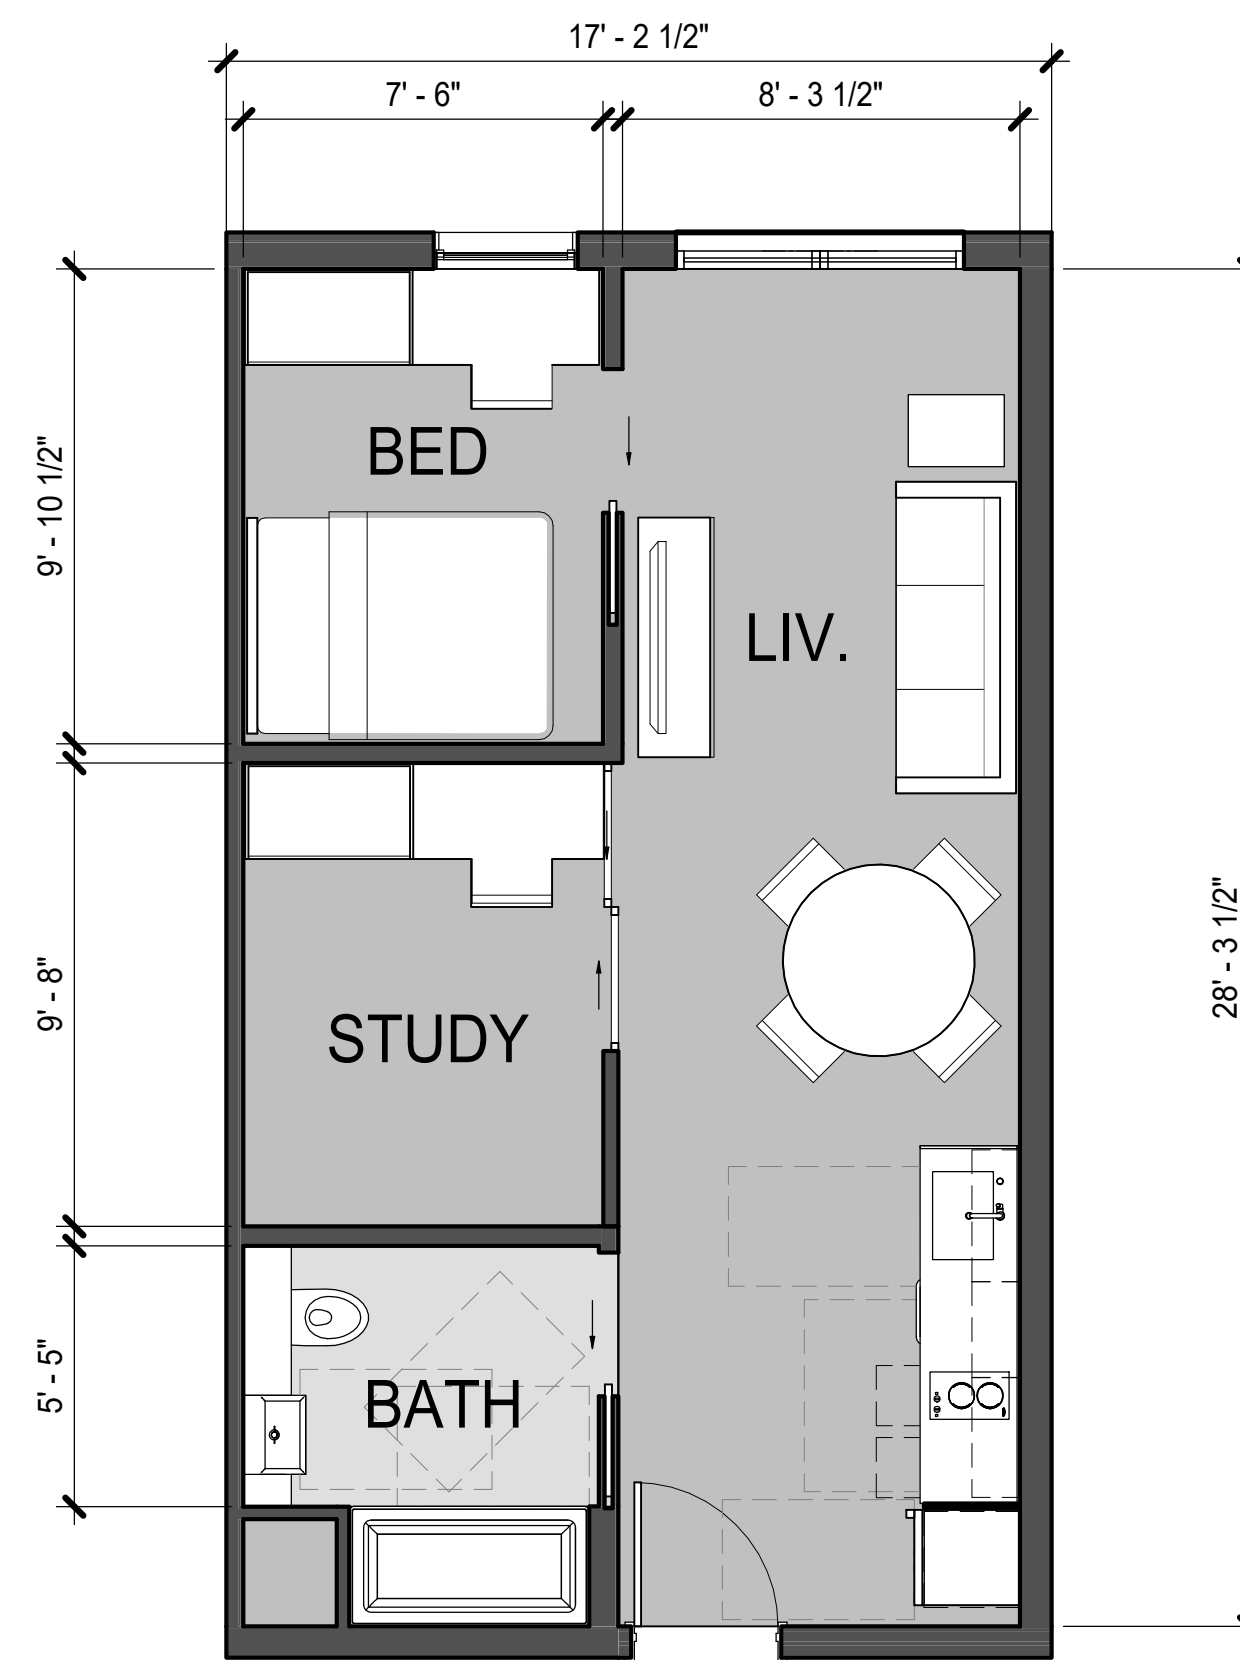 17' - 2 1/2"
7' - 6"
8' - 3 1/2"
9' - 10 1/2"
BED
LIV.
9' - 8"
28' - 3 1/2"
STUDY
5' - 5"
BATH